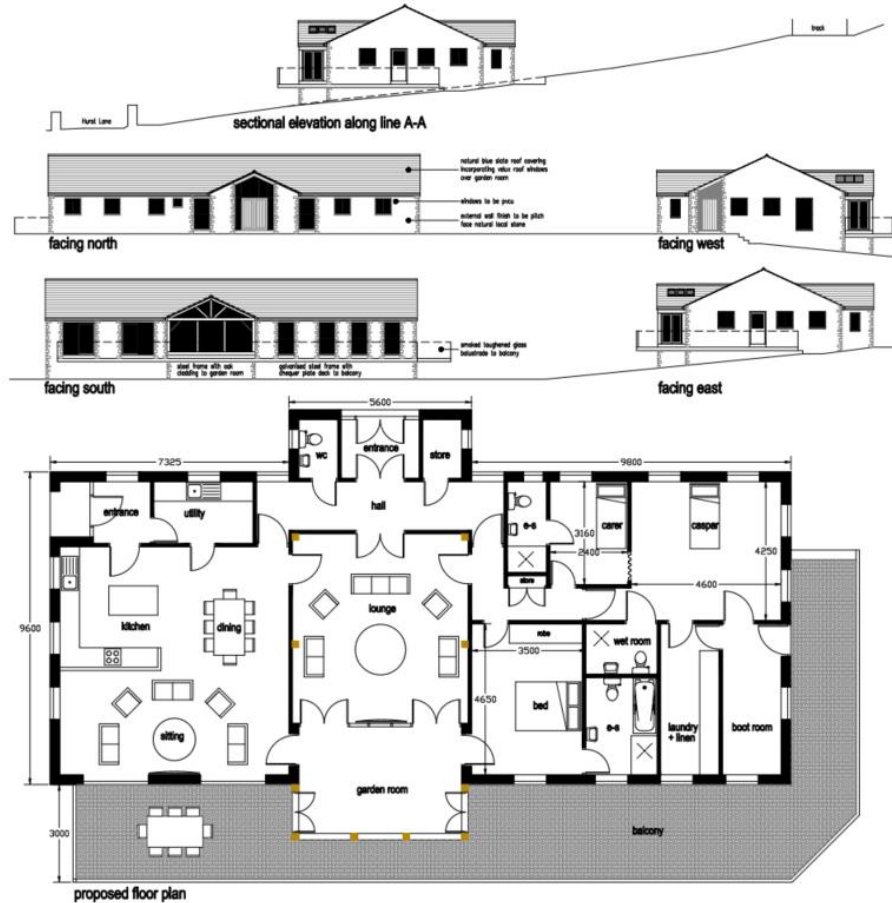 track
Hurst Lane
sectional elevation along line A-A
natural blue slate roof covering
incorporating velux roof windows
over garden room
windows to be pvcu
external wall finish to be pitch
face natural local stone
facing north
facing west
smoked toughened glass
balustrade to balcony
steel frame with oak
cladding to garden room
galvanised steel frame with
chequer plate deck to balcony
facing south
facing east
5600
7325
9800
wc
entrance
store
entrance
utility
hall
e-s
carer
caspar
3160
2400
4250
store
4600
lounge
kitchen
dining
9600
robe
3500
wet room
4650
bed
e-s
laundry
+ linen
boot room
sitting
garden room
3000
balcony
proposed floor plan